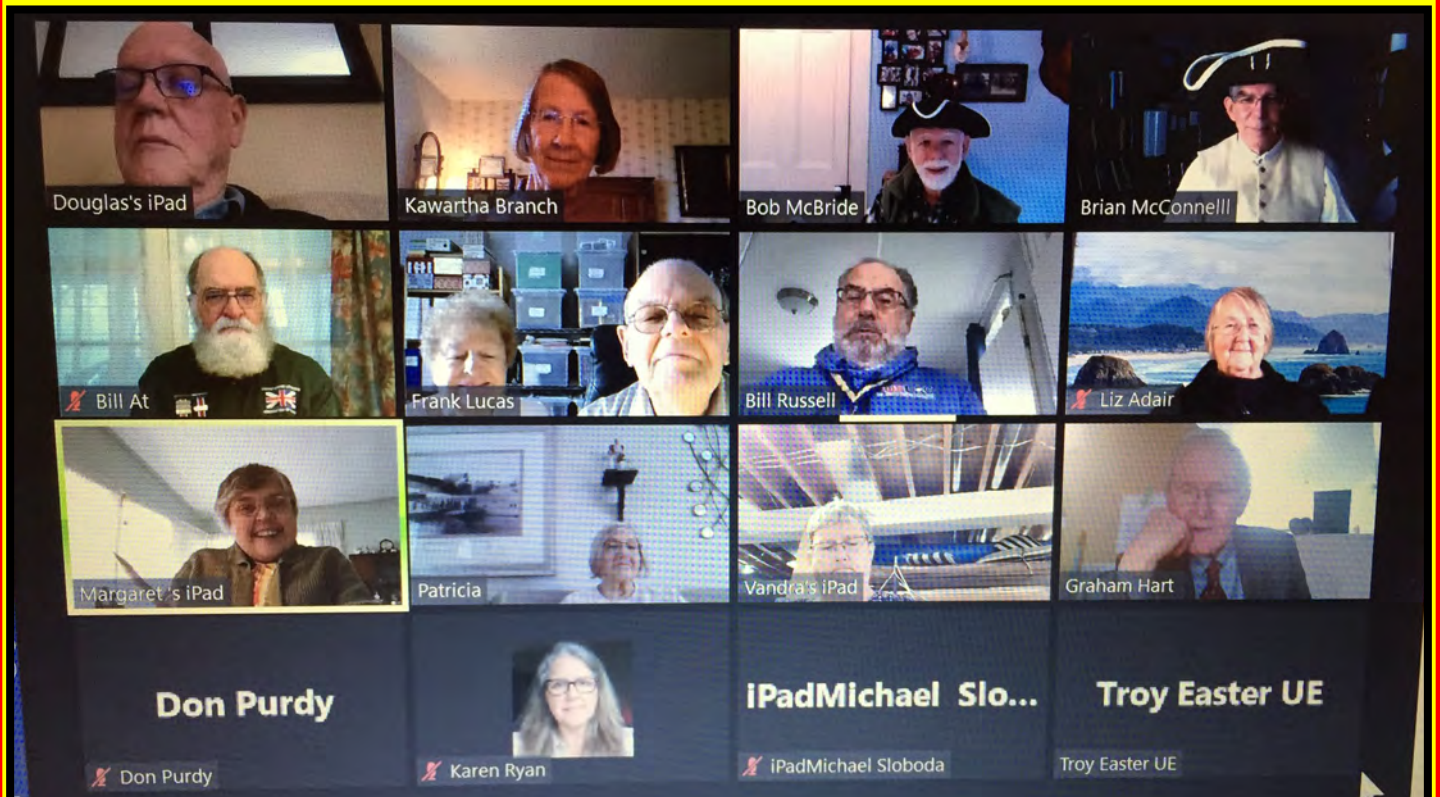 Douglas's iPad
Kawartha Branch
Bob McBride
Brian McConnelll
Bill At
Frank Lucas
Bill Russell
Liz Adair
Margaret's iPad
Patricia
Vandra's iPad
Graham Hart
Don Purdy
iPadMichael Slo...
Troy Easter UE
Don Purdy
Karen Ryan
iPadMichael Sloboda
Troy Easter UE